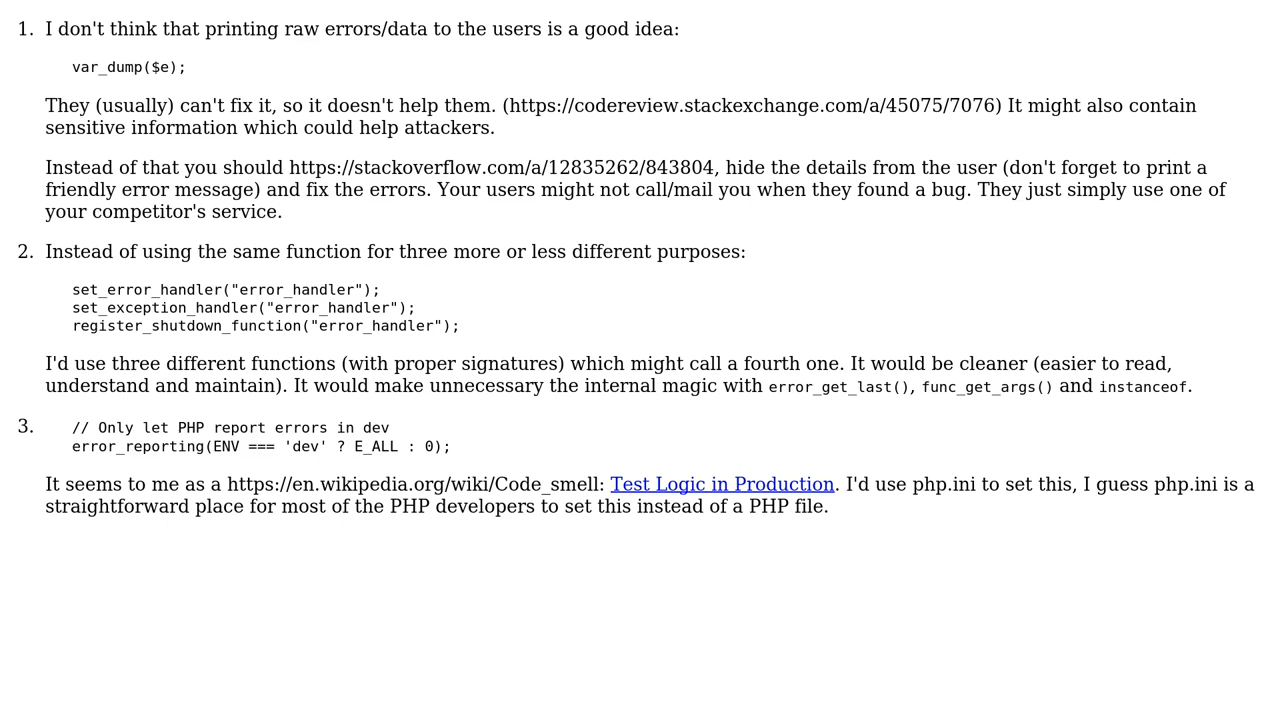 1. I don't think that printing raw errors/data to the users is a good idea:
var_dump($e);
They (usually) can't fix it, so it doesn't help them. (https://codereview.stackexchange.com/a/45075/7076) It might also contain
sensitive information which could help attackers.
Instead of that you should https://stackoverflow.com/a/12835262/843804, hide the details from the user (don't forget to print a
friendly error message) and fix the errors. Your users might not call/mail you when they found a bug. They just simply use one of
your competitor's service.
2. Instead of using the same function for three more or less different purposes:
set_error_handler("error_handler");
set_exception_handler("error_handler");
register_shutdown_function("error_handler");
I'd use three different functions (with proper signatures) which might call a fourth one. It would be cleaner (easier to read,
understand and maintain). It would make unnecessary the internal magic with error_get_last(), func_get_args() and instanceof.
3. // Only let PHP report errors in dev
error_reporting(ENV === 'dev' ? E_ALL : 0);
It seems to me as a https://en.wikipedia.org/wiki/Code_smell: Test Logic in Production. I'd use php.ini to set this, I guess php.ini is a
straightforward place for most of the PHP developers to set this instead of a PHP file.